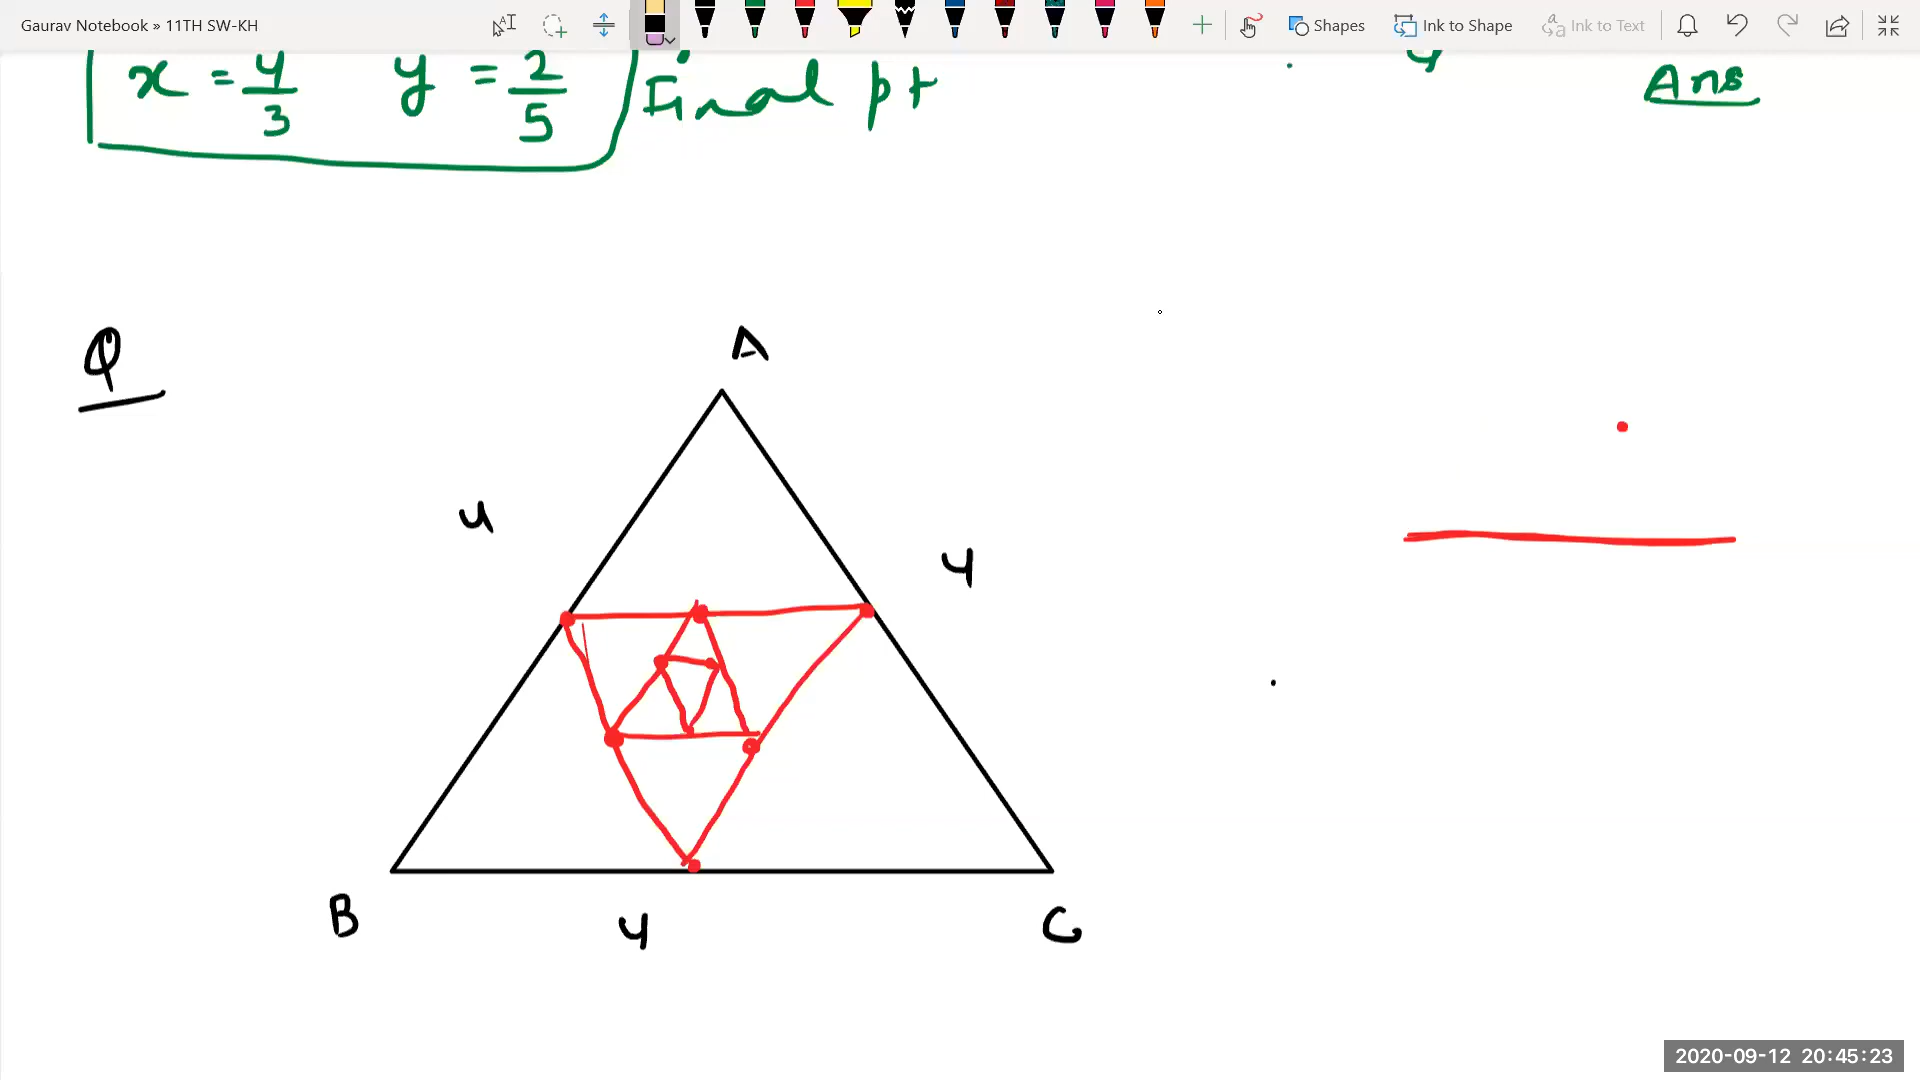 Gaurav Notebook » 11TH SW-KH
Shapes
Ink to Shape
Ink to Text
x = 4/3 y = 2/5 Final pt
Ans
Q
A
4
4
B
4
C
2020-09-12 20:45:23